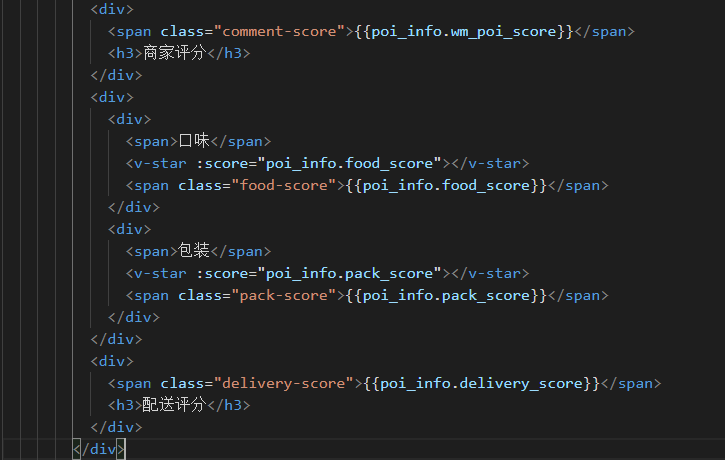 <div>
<span class="comment-score">{{poi_info.wm_poi_score}}</span>
<h3>商家评分</h3>
</div>
<div>
<div>
<span>口味</span>
<v-star :score="poi_info.food_score"></v-star>
<span class="food-score">{{poi_info.food_score}}</span>
</div>
<div>
<span>包装</span>
<v-star :score="poi_info.pack_score"></v-star>
<span class="pack-score">{{poi_info.pack_score}}</span>
</div>
</div>
<div>
<span class="delivery-score">{{poi_info.delivery_score}}</span>
<h3>配送评分</h3>
</div>
</div>